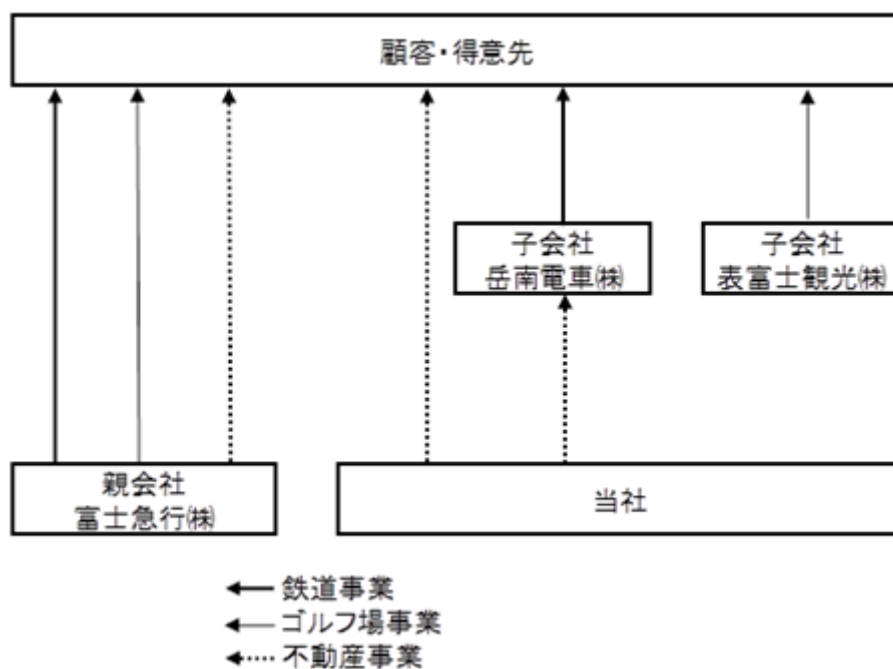 顧客・得意先
子会社
岳南電車㈱
子会社
表富士観光㈱
親会社
富士急行㈱
当社
鉄道事業
ゴルフ場事業
不動産事業